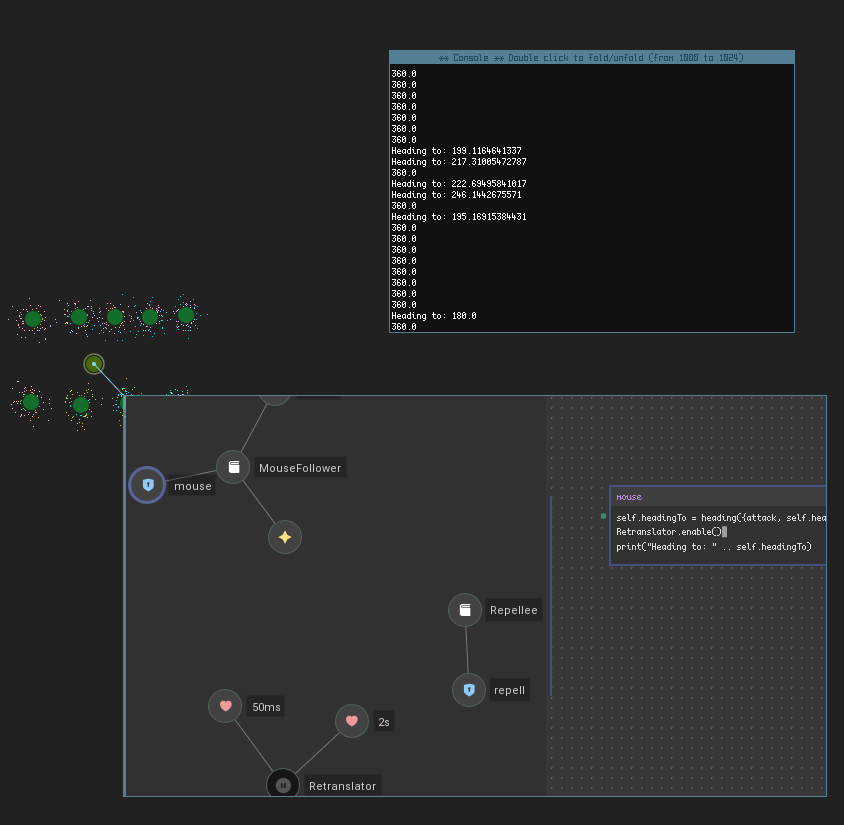 ** Console ** Double click to fold/unfold (from 1000 to 1024)
360.0
360.0
360.0
360.0
360.0
360.0
360.0
Heading to: 199.1164641337
Heading to: 217.31005472787
360.0
Heading to: 222.69495841017
Heading to: 246.1442675571
360.0
Heading to: 195.16915384431
360.0
360.0
360.0
360.0
360.0
360.0
360.0
360.0
Heading to: 180.0
360.0
MouseFollower
mouse
mouse
self.headingTo = heading({attack, self.hea
Retranslator.enable()
print("Heading to: " .. self.headingTo)
Repellee
repell
50ms
2s
Retranslator